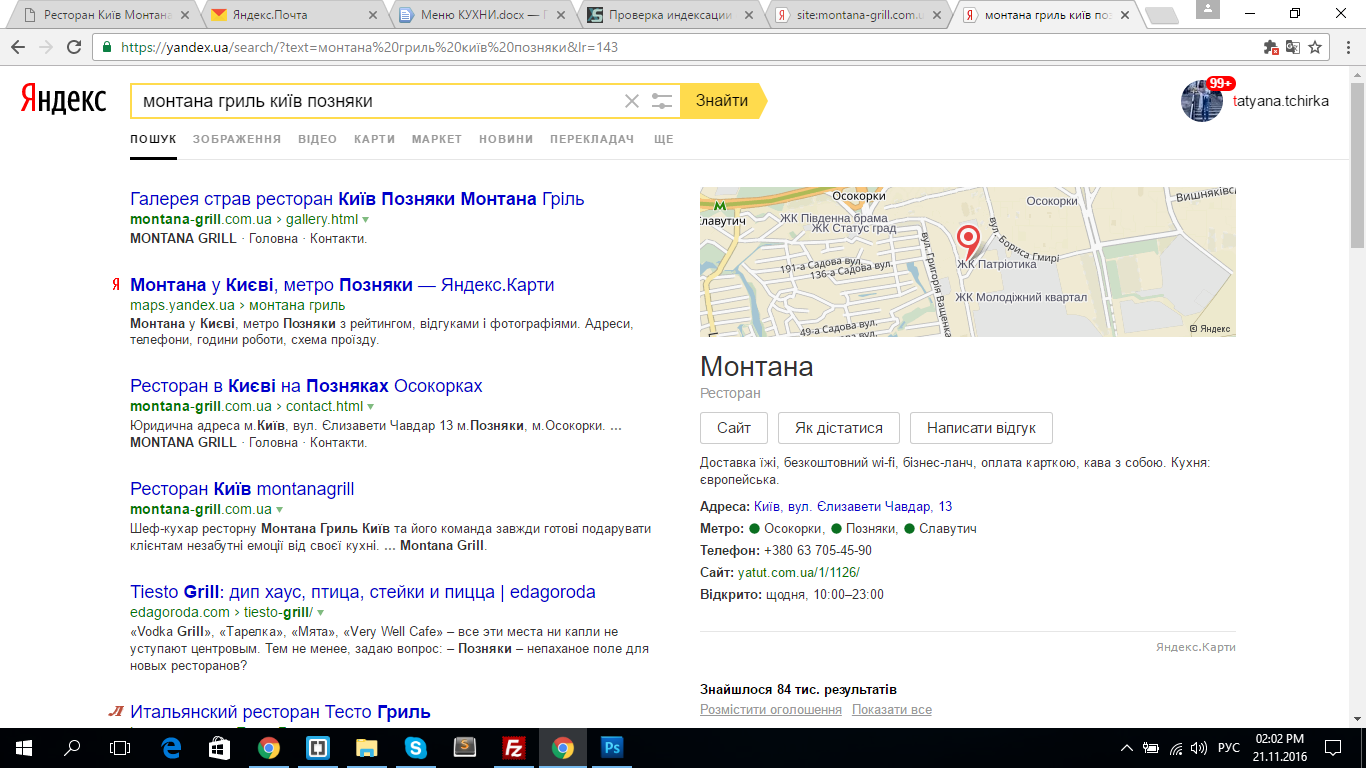 Ресторан Київ Монтана
Яндекс.Почта
Меню КУХНИ.docx —
Проверка индексации
site:montana-grill.com.u
монтана гриль київ поз
https://yandex.ua/search/?text=монтана%20гриль%20київ%20позняки&lr=143
Яндекс
монтана гриль київ позняки
Знайти
99+
tatyana.tchirka
ПОШУК ЗОБРАЖЕННЯ ВІДЕО КАРТИ МАРКЕТ НОВИНИ ПЕРЕКЛАДАЧ ЩЕ
Галерея страв ресторан Київ Позняки Монтана Гріль
montana-grill.com.ua › gallery.html
MONTANA GRILL · Головна · Контакти.
Я Монтана у Києві, метро Позняки — Яндекс.Карти
maps.yandex.ua › монтана гриль
Монтана у Києві, метро Позняки з рейтингом, відгуками і фотографіями. Адреси,
телефони, години роботи, схема проїзду.
Ресторан в Києві на Позняках Осокорках
montana-grill.com.ua › contact.html
Юридична адреса м.Київ, вул. Єлизавети Чавдар 13 м.Позняки, м.Осокорки. ...
MONTANA GRILL · Головна · Контакти.
Ресторан Київ montanagrill
montana-grill.com.ua
Шеф-кухар ресторну Монтана Гриль Київ та його команда завжди готові подарувати
клієнтам незабутні емоції від своєї кухні. ... Montana Grill.
Tiesto Grill: дип хаус, птица, стейки и пицца | edagoroda
edagoroda.com › tiesto-grill/
«Vodka Grill», «Тарелка», «Мята», «Very Well Cafe» – все эти места ни капли не
уступают центровым. Тем не менее, задаю вопрос: – Позняки – непаханое поле для
новых ресторанов?
Л Итальянский ресторан Тесто Гриль
Осокорки
Вишняківс
М
Славутич
ЖК Південна брама
Осокорки
ЖК Статус град
вул. Бориса Гмирі
191-а Садова вул.
136-а Садова вул.
ЖК Патріотика
вул. Григорія Ващенка
ЖК Молодіжний квартал
49-а Садова вул.
© Яндекс
Монтана
Ресторан
Сайт
Як дістатися
Написати відгук
Доставка їжі, безкоштовний wi-fi, бізнес-ланч, оплата карткою, кава з собою. Кухня:
європейська.
Адреса: Київ, вул. Єлизавети Чавдар, 13
Метро: Осокорки, Позняки, Славутич
Телефон: +380 63 705-45-90
Сайт: yatut.com.ua/1/1126/
Відкрито: щодня, 10:00–23:00
Яндекс.Карти
Знайшлося 84 тис. результатів
Розмістити оголошення Показати все
РУС
02:02 PM
21.11.2016